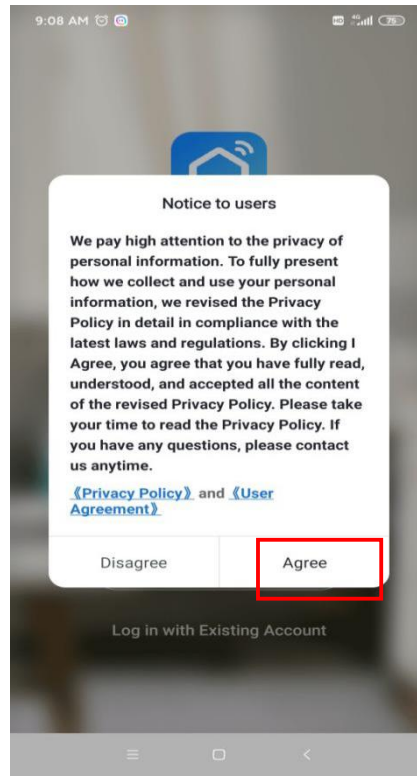 9:08 AM
HD 4G 75
Notice to users
We pay high attention to the privacy of
personal information. To fully present
how we collect and use your personal
information, we revised the Privacy
Policy in detail in compliance with the
latest laws and regulations. By clicking I
Agree, you agree that you have fully read,
understood, and accepted all the content
of the revised Privacy Policy. Please take
your time to read the Privacy Policy. If
you have any questions, please contact
us anytime.
《Privacy Policy》 and 《User
Agreement》
Disagree Agree
Log in with Existing Account